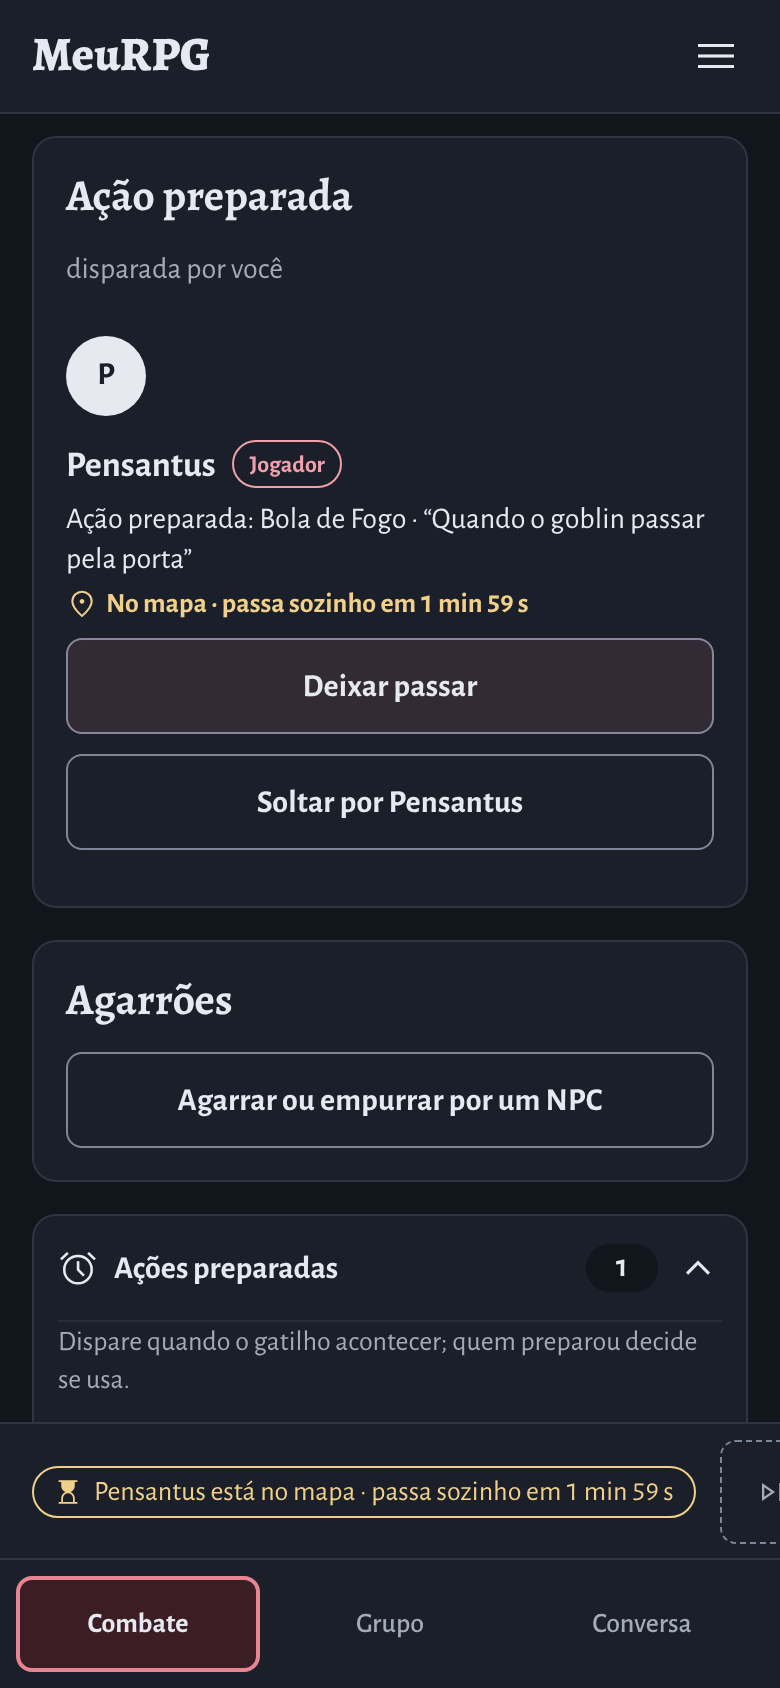 MeuRPG
Ação preparada
disparada por você
P
Pensantus
Jogador
Ação preparada: Bola de Fogo · “Quando o goblin passar
pela porta”
No mapa · passa sozinho em 1 min 59 s
Deixar passar
Soltar por Pensantus
Agarrões
Agarrar ou empurrar por um NPC
Ações preparadas
1
Dispare quando o gatilho acontecer; quem preparou decide
se usa.
Pensantus está no mapa · passa sozinho em 1 min 59 s
Combate
Grupo
Conversa